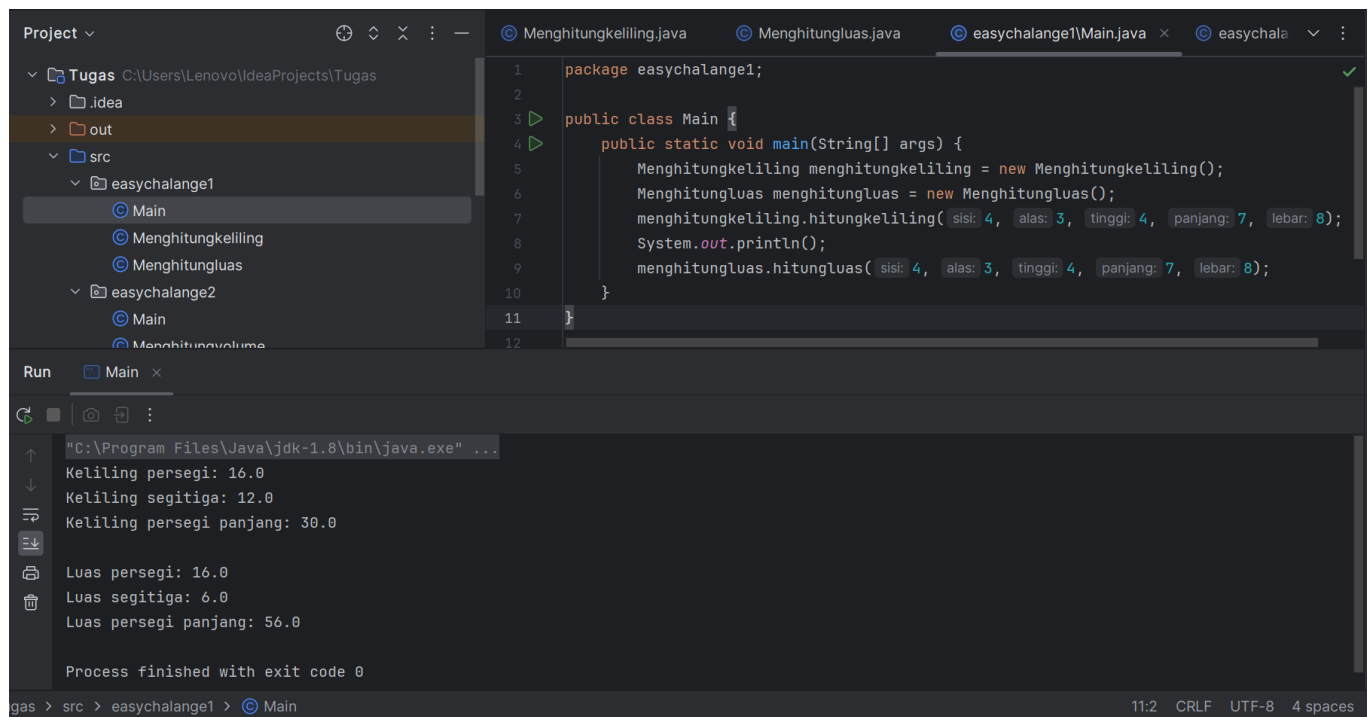 Project
Tugas C:\Users\Lenovo\IdeaProjects\Tugas
.idea
out
src
easychalange1
Main
Menghitungkeliling
Menghitungluas
easychalange2
Main
Menghitungvolume
Menghitungkeliling.java Menghitungluas.java easychalange1\Main.java easychala
1 package easychalange1;
2
3 public class Main {
4 public static void main(String[] args) {
5 Menghitungkeliling menghitungkeliling = new Menghitungkeliling();
6 Menghitungluas menghitungluas = new Menghitungluas();
7 menghitungkeliling.hitungkeliling( sisi: 4, alas: 3, tinggi: 4, panjang: 7, lebar: 8);
8 System.out.println();
9 menghitungluas.hitungluas( sisi: 4, alas: 3, tinggi: 4, panjang: 7, lebar: 8);
10 }
11 }
12
Run Main
"C:\Program Files\Java\jdk-1.8\bin\java.exe" ...
Keliling persegi: 16.0
Keliling segitiga: 12.0
Keliling persegi panjang: 30.0
Luas persegi: 16.0
Luas segitiga: 6.0
Luas persegi panjang: 56.0
Process finished with exit code 0
gas > src > easychalange1 > Main 11:2 CRLF UTF-8 4 spaces